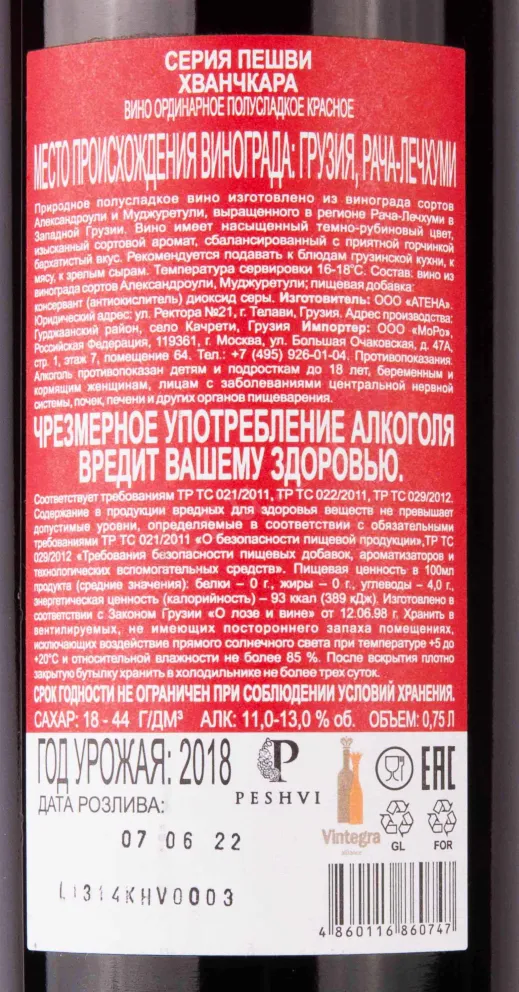 СЕРИЯ ПЕШВИ
ХВАНЧКАРА
ВИНО ОРДИНАРНОЕ ПОЛУСЛАДКОЕ КРАСНОЕ
МЕСТО ПРОИСХОЖДЕНИЯ ВИНОГРАДА: ГРУЗИЯ, РАЧА-ЛЕЧХУМИ
Природное полусладкое вино изготовлено из винограда сортов
Александроули и Муджуретули, выращенного в регионе Рача-Лечхуми в
Западной Грузии. Вино имеет насыщенный темно-рубиновый цвет,
изысканный сортовой аромат, сбалансированный с приятной горчинкой
бархатистый вкус. Рекомендуется подавать к блюдам грузинской кухни, к
мясу, к зрелым сырам. Температура сервировки 16-18°С. Состав: вино из
винограда сортов Александроули, Муджуретули; пищевая добавка:
консервант (антиокислитель) диоксид серы. Изготовитель: ООО «АТЕНА».
Юридический адрес: ул. Ректора №21, г. Телави, Грузия. Адрес производства:
Гурджаанский район, село Качрети, Грузия Импортер: ООО «МоРо»,
Российская Федерация, 119361, г. Москва, ул. Большая Очаковская, д. 47А,
стр. 1, этаж 7, помещение 64. Тел.: +7 (495) 926-01-04. Противопоказания.
Алкоголь противопоказан детям и подросткам до 18 лет, беременным и
кормящим женщинам, лицам с заболеваниями центральной нервной
системы, почек, печени и других органов пищеварения.
ЧРЕЗМЕРНОЕ УПОТРЕБЛЕНИЕ АЛКОГОЛЯ
ВРЕДИТ ВАШЕМУ ЗДОРОВЬЮ.
Соответствует требованиям ТР ТС 021/2011, ТР ТС 022/2011, ТР ТС 029/2012.
Содержание в продукции вредных для здоровья веществ не превышает
допустимые уровни, определяемые в соответствии с обязательными
требованиями ТР ТС 021/2011 «О безопасности пищевой продукции»,ТР ТС
029/2012 «Требования безопасности пищевых добавок, ароматизаторов и
технологических вспомогательных средств». Пищевая ценность в 100мл
продукта (средние значения): белки – 0 г., жиры – 0 г., углеводы – 4,0 г.,
энергетическая ценность (калорийность) – 93 ккал (389 кДж). Изготовлено в
соответствии с Законом Грузии «О лозе и вине» от 12.06.98 г. Хранить в
вентилируемых, не имеющих постороннего запаха помещениях,
исключающих воздействие прямого солнечного света при температуре +5 до
+20°С и относительной влажности не более 85 %. После вскрытия плотно
закрытую бутылку хранить в холодильнике не более трех суток.
СРОК ГОДНОСТИ НЕ ОГРАНИЧЕН ПРИ СОБЛЮДЕНИИ УСЛОВИЙ ХРАНЕНИЯ.
САХАР: 18 - 44 Г/ДМ³ АЛК: 11,0-13,0 % об. ОБЪЕМ: 0,75 Л
ГОД УРОЖАЯ: 2018
ДАТА РОЗЛИВА:
07 06 22
L1314KHV0003
P
PESHVI
Vintegra
alliance
EAC
GL
FOR
4 860116 860747